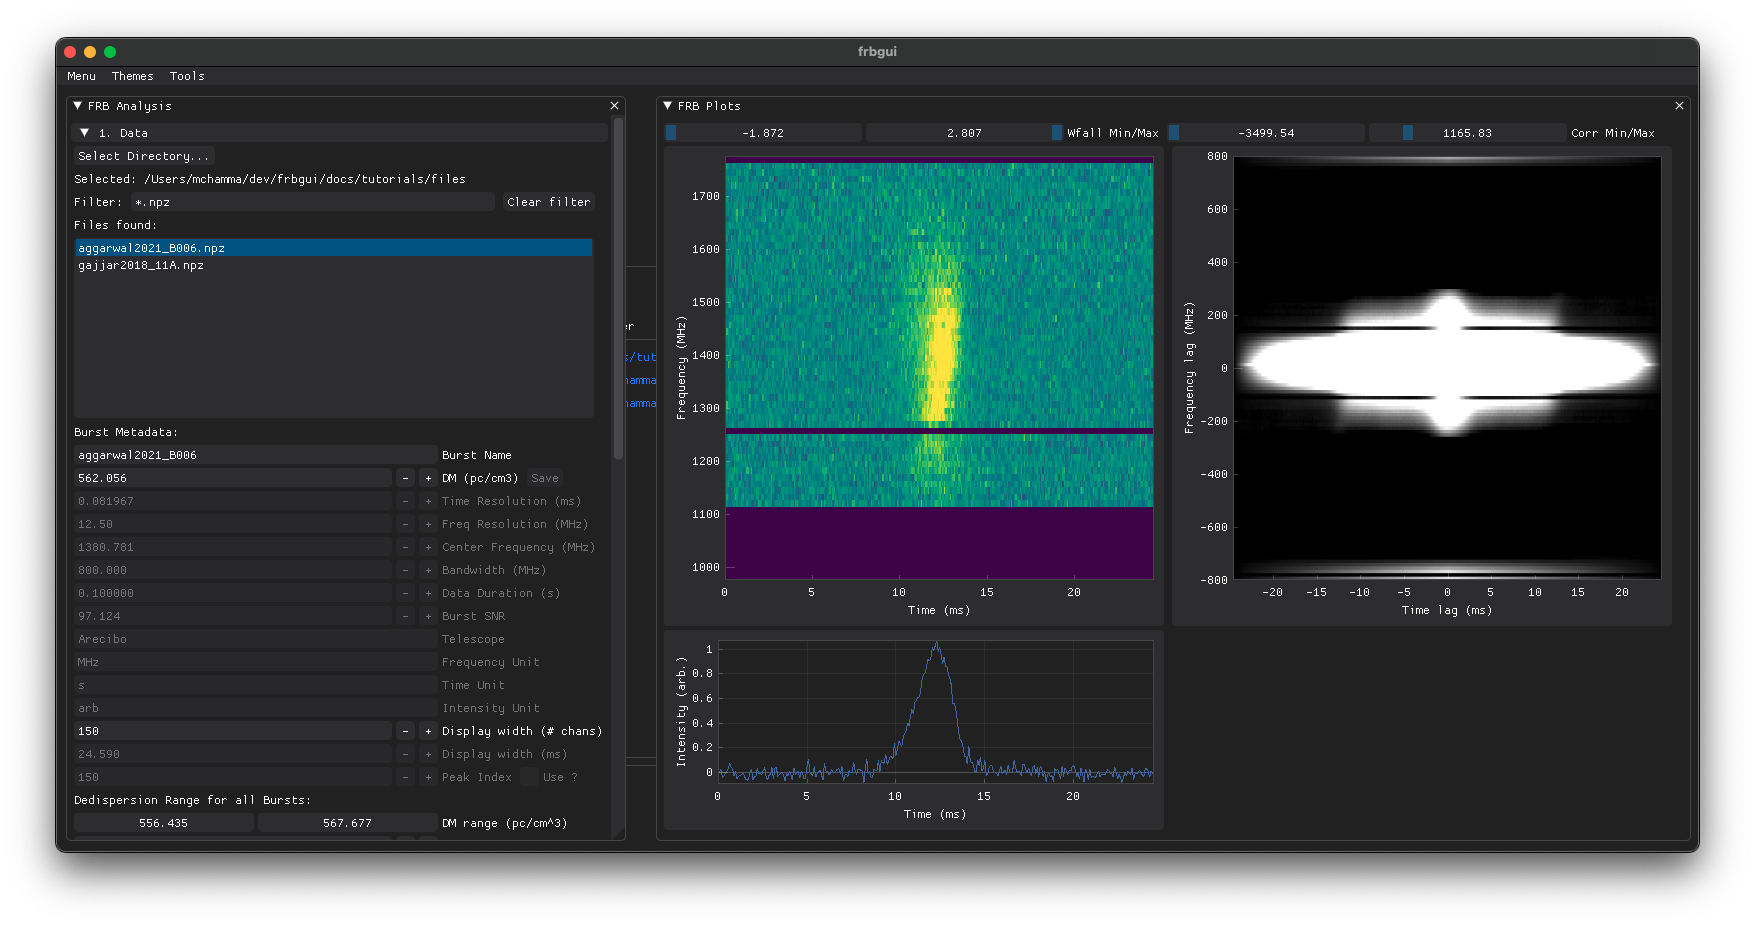 frbgui
Menu Themes Tools
FRB Analysis
1. Data
Select Directory...
Selected: /Users/mchamma/dev/frbgui/docs/tutorials/files
Filter: *.npz Clear filter
Files found:
aggarwal2021_B006.npz
gajjar2018_11A.npz
Burst Metadata:
aggarwal2021_B006 Burst Name
562.056 - + DM (pc/cm3) Save
0.081967 - + Time Resolution (ms)
12.50 - + Freq Resolution (MHz)
1380.781 - + Center Frequency (MHz)
800.000 - + Bandwidth (MHz)
0.100000 - + Data Duration (s)
97.124 - + Burst SNR
Arecibo Telescope
MHz Frequency Unit
s Time Unit
arb Intensity Unit
150 - + Display width (# chans)
24.590 - + Display width (ms)
150 - + Peak Index Use ?
Dedispersion Range for all Bursts:
556.435 567.677 DM range (pc/cm^3)
er
s/tut
hamma
hamma
FRB Plots
-1.872 2.807 Wfall Min/Max -3499.54 1165.83 Corr Min/Max
Frequency (MHz)
1700
1600
1500
1400
1300
1200
1100
1000
0 5 10 15 20
Time (ms)
Frequency lag (MHz)
800
600
400
200
0
-200
-400
-600
-800
-20 -15 -10 -5 0 5 10 15 20
Time lag (ms)
Intensity (arb.)
1
0.8
0.6
0.4
0.2
0
0 5 10 15 20
Time (ms)